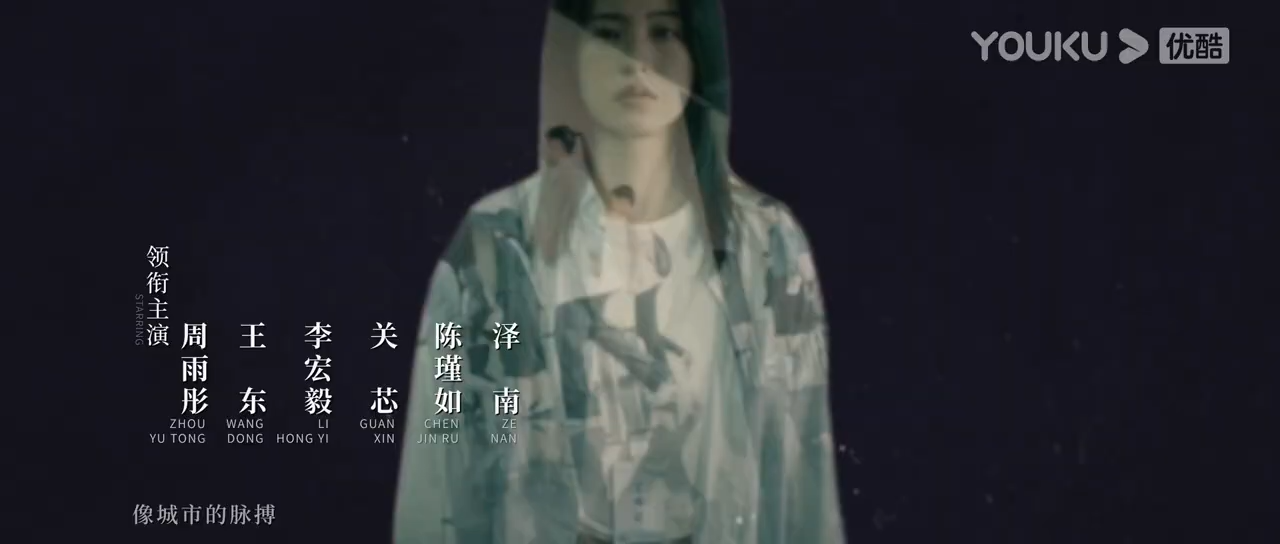 YOUKU 优酷
领衔主演
STARRING
周雨彤
ZHOU
YU TONG
王东
WANG
DONG
李宏毅
LI
HONG YI
关芯
GUAN
XIN
陈瑾如
CHEN
JIN RU
泽南
ZE
NAN
像城市的脉搏